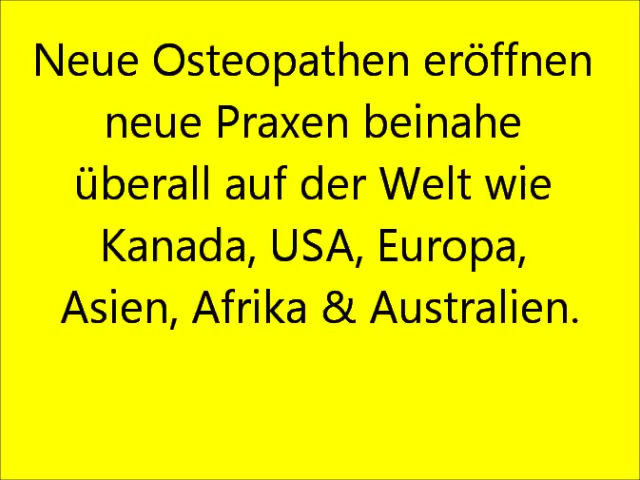 Neue Osteopathen eröffnen
neue Praxen beinahe
überall auf der Welt wie
Kanada, USA, Europa,
Asien, Afrika & Australien.